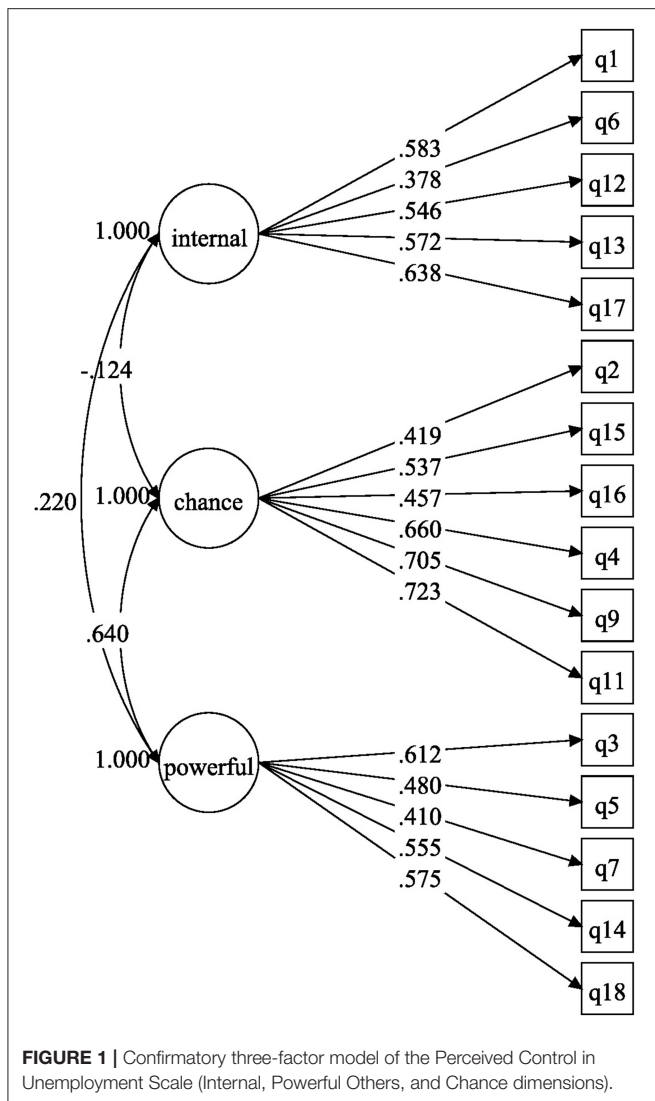 q1
q6
q12
q13
q17
.583
.378
.546
.572
.638
1.000
internal
-.124
q2
q15
q16
q4
q9
q11
.419
.537
.457
.660
.705
.723
1.000
chance
.220
.640
q3
q5
q7
q14
q18
.612
.480
.410
.555
.575
1.000
powerful
FIGURE 1 | Confirmatory three-factor model of the Perceived Control in
Unemployment Scale (Internal, Powerful Others, and Chance dimensions).